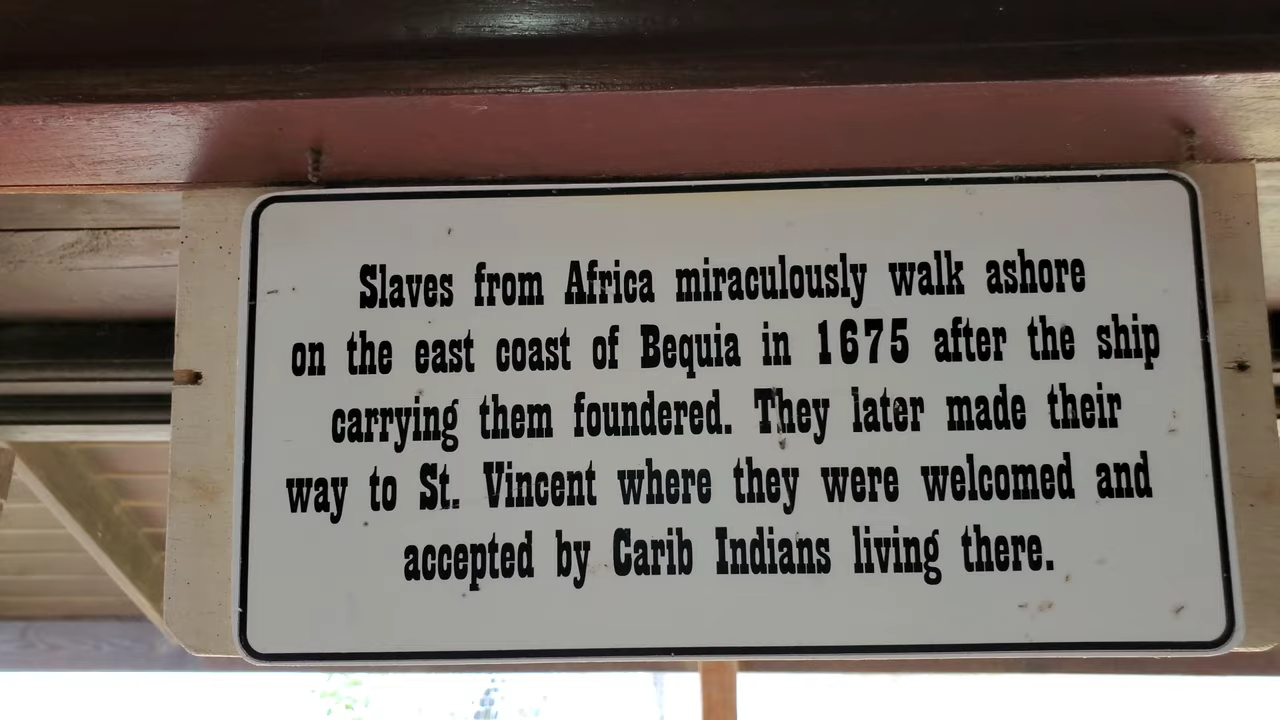 Slaves from Africa miraculously walk ashore
on the east coast of Bequia in 1675 after the ship
carrying them foundered. They later made their
way to St. Vincent where they were welcomed and
accepted by Carib Indians living there.